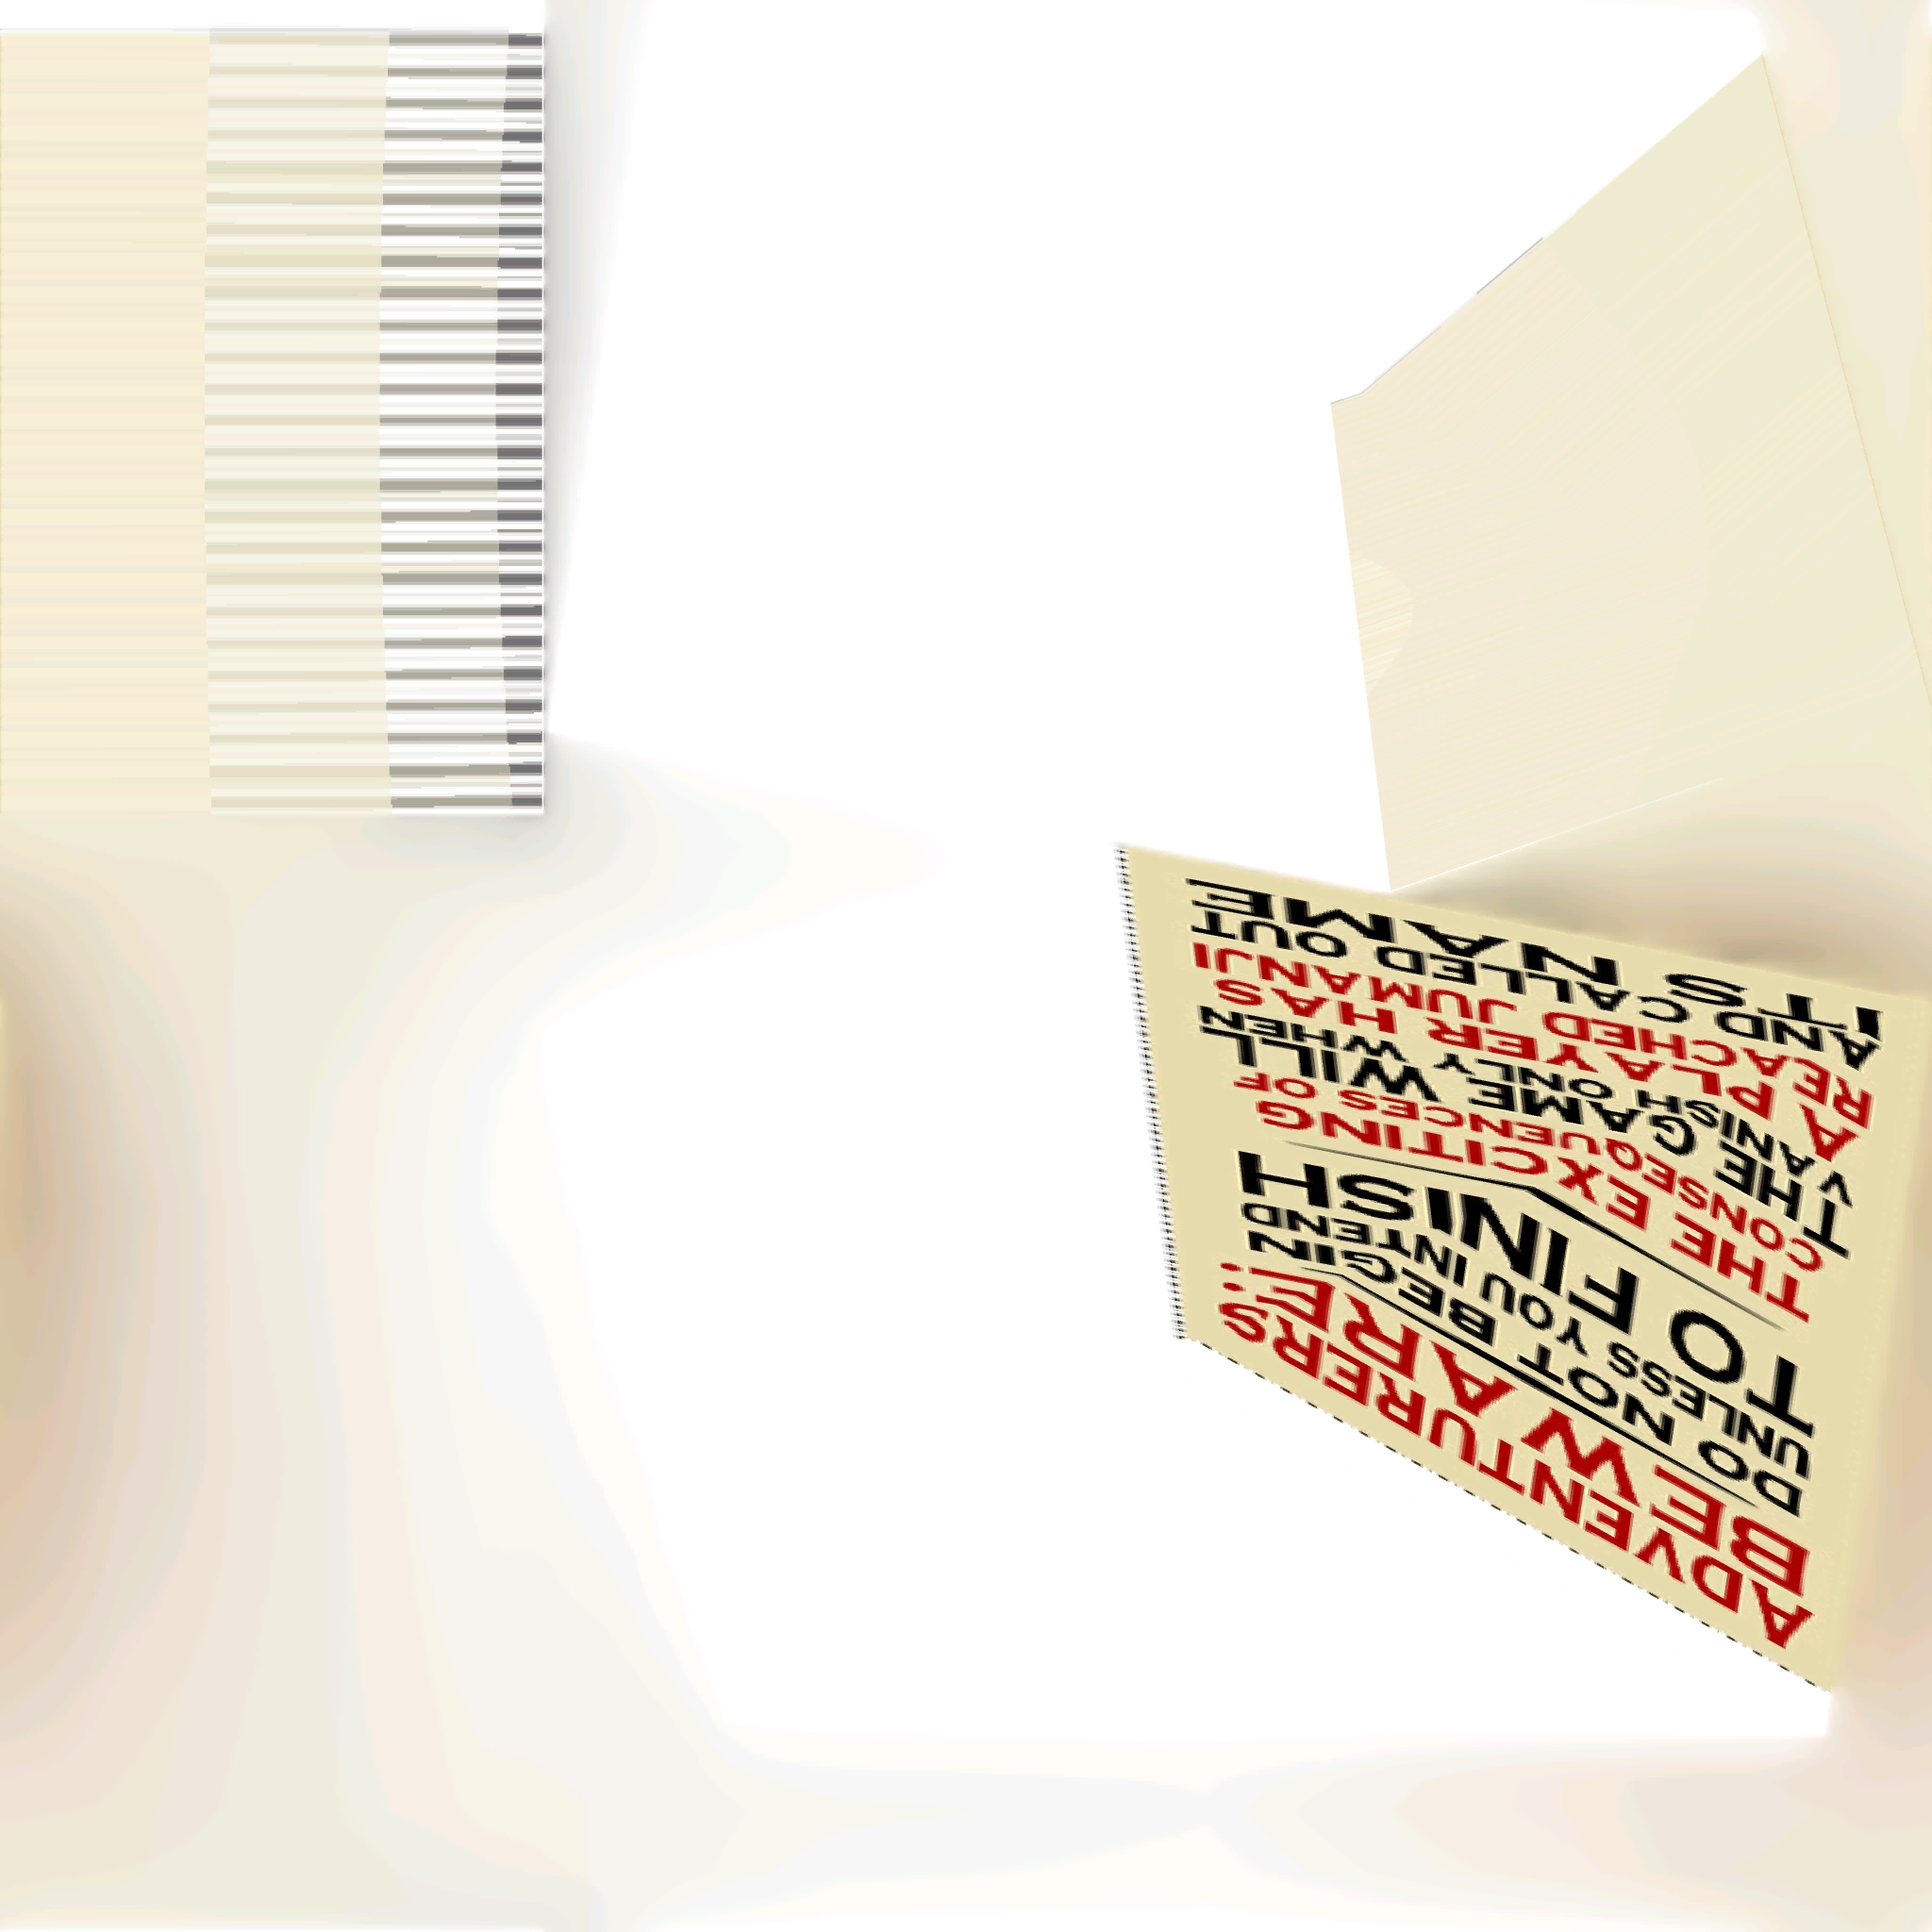 ADVENTURERS
BEWARE:
DO NOT BEGIN
UNLESS YOU INTEND
TO FINISH
THE EXCITING
CONSEQUENCES OF
THE GAME WILL
VANISH ONLY WHEN
A PLAYER HAS
REACHED JUMANJI
AND CALLED OUT
IT'S NAME